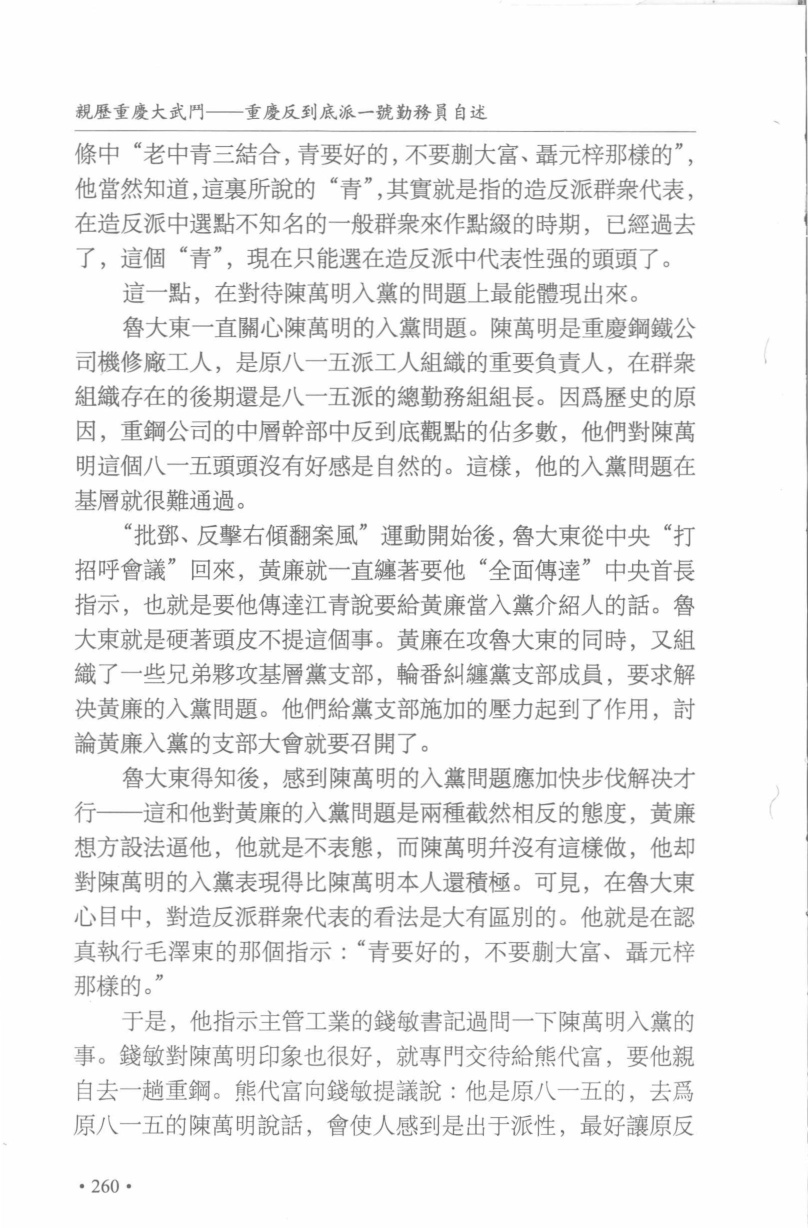 親歷重慶大武鬥——重慶反到底派一號勤務員自述
條中“老中青三結合，青要好的，不要蒯大富、聶元梓那樣的”，
他當然知道，這裏所說的“青”，其實就是指的造反派群衆代表，
在造反派中選點不知名的一般群衆來作點綴的時期，已經過去
了，這個“青”，現在只能選在造反派中代表性强的頭頭了。
這一點，在對待陳萬明入黨的問題上最能體現出來。
魯大東一直關心陳萬明的入黨問題。陳萬明是重慶鋼鐵公
司機修廠工人，是原八一五派工人組織的重要負責人，在群衆
組織存在的後期還是八一五派的總勤務組組長。因爲歷史的原
因，重鋼公司的中層幹部中反到底觀點的佔多數，他們對陳萬
明這個八一五頭頭沒有好感是自然的。這樣，他的入黨問題在
基層就很難通過。
“批鄧、反擊右傾翻案風”運動開始後，魯大東從中央“打
招呼會議”回來，黃廉就一直纏著要他“全面傳達”中央首長
指示，也就是要他傳達江青說要給黃廉當入黨介紹人的話。魯
大東就是硬著頭皮不提這個事。黃廉在攻魯大東的同時，又組
織了一些兄弟夥攻基層黨支部，輪番糾纏黨支部成員，要求解
决黃廉的入黨問題。他們給黨支部施加的壓力起到了作用，討
論黃廉入黨的支部大會就要召開了。
魯大東得知後，感到陳萬明的入黨問題應加快步伐解决才
行——這和他對黃廉的入黨問題是兩種截然相反的態度，黃廉
想方設法逼他，他就是不表態，而陳萬明幷沒有這樣做，他却
對陳萬明的入黨表現得比陳萬明本人還積極。可見，在魯大東
心目中，對造反派群衆代表的看法是大有區別的。他就是在認
真執行毛澤東的那個指示：“青要好的，不要蒯大富、聶元梓
那樣的。”
于是，他指示主管工業的錢敏書記過問一下陳萬明入黨的
事。錢敏對陳萬明印象也很好，就專門交待給熊代富，要他親
自去一趟重鋼。熊代富向錢敏提議說：他是原八一五的，去爲
原八一五的陳萬明說話，會使人感到是出于派性，最好讓原反
·260·